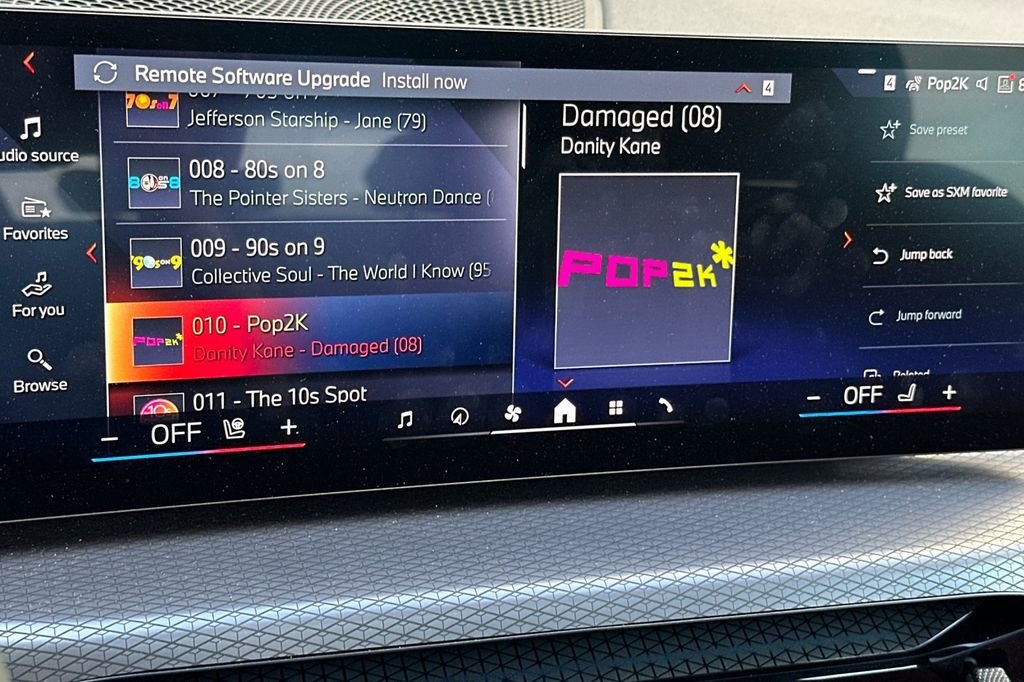 Remote Software Upgrade Install now
4
4 Pop2K
Jefferson Starship - Jane (79)
008 - 80s on 8
The Pointer Sisters - Neutron Dance (
009 - 90s on 9
Collective Soul - The World I Know (95
010 - Pop2K
Danity Kane - Damaged (08)
011 - The 10s Spot
Damaged (08)
Danity Kane
POP2K*
udio source
Favorites
For you
Browse
Save preset
Save as SXM favorite
Jump back
Jump forward
Related
- OFF +
- OFF +